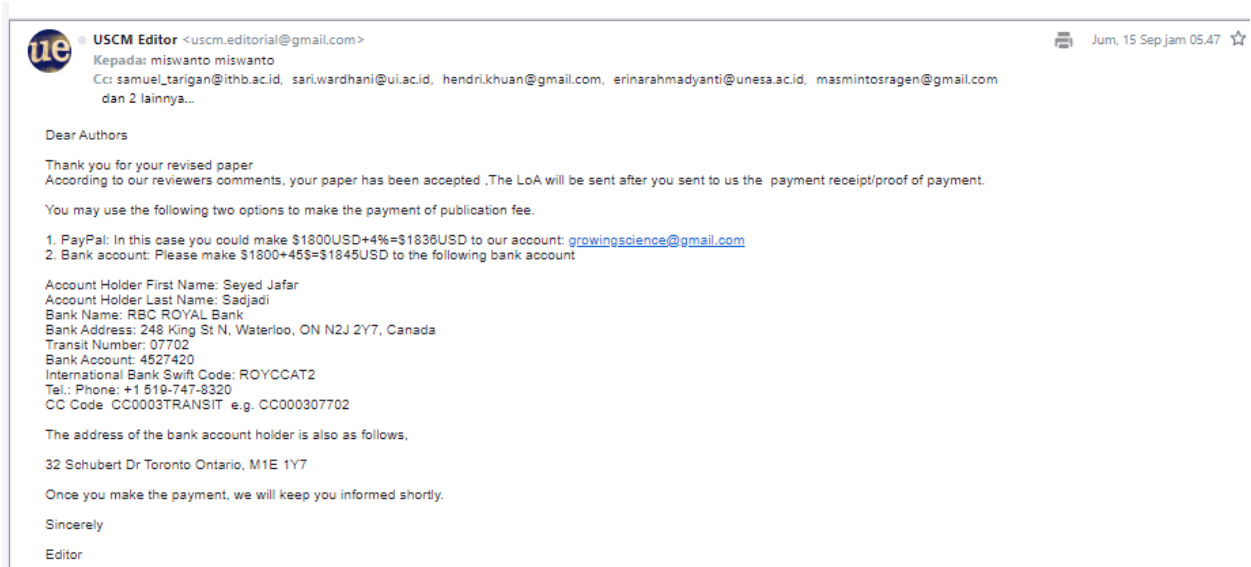 ue
USCM Editor <uscm.editorial@gmail.com>
Jum, 15 Sep jam 05.47
Kepada: miswanto miswanto
Cc: samuel_tarigan@ithb.ac.id, sari.wardhani@ui.ac.id, hendri.khuan@gmail.com, erinarahmadyanti@unesa.ac.id, masmintosragen@gmail.com
dan 2 lainnya...
Dear Authors
Thank you for your revised paper
According to our reviewers comments, your paper has been accepted ,The LoA will be sent after you sent to us the payment receipt/proof of payment.
You may use the following two options to make the payment of publication fee.
1. PayPal: In this case you could make $1800USD+4%=$1836USD to our account: growingscience@gmail.com
2. Bank account: Please make $1800+45$=$1845USD to the following bank account
Account Holder First Name: Seyed Jafar
Account Holder Last Name: Sadjadi
Bank Name: RBC ROYAL Bank
Bank Address: 248 King St N, Waterloo, ON N2J 2Y7, Canada
Transit Number: 07702
Bank Account: 4527420
International Bank Swift Code: ROYCCAT2
Tel.: Phone: +1 519-747-8320
CC Code CC0003TRANSIT e.g. CC000307702
The address of the bank account holder is also as follows,
32 Schubert Dr Toronto Ontario, M1E 1Y7
Once you make the payment, we will keep you informed shortly.
Sincerely
Editor